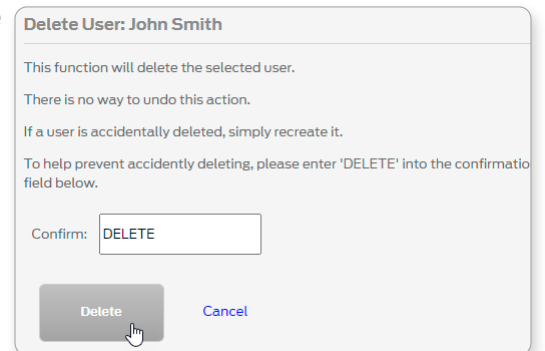 Delete User: John Smith
This function will delete the selected user.
There is no way to undo this action.
If a user is accidentally deleted, simply recreate it.
To help prevent accidently deleting, please enter 'DELETE' into the confirmatio
field below.
Confirm: DELETE
Delete Cancel